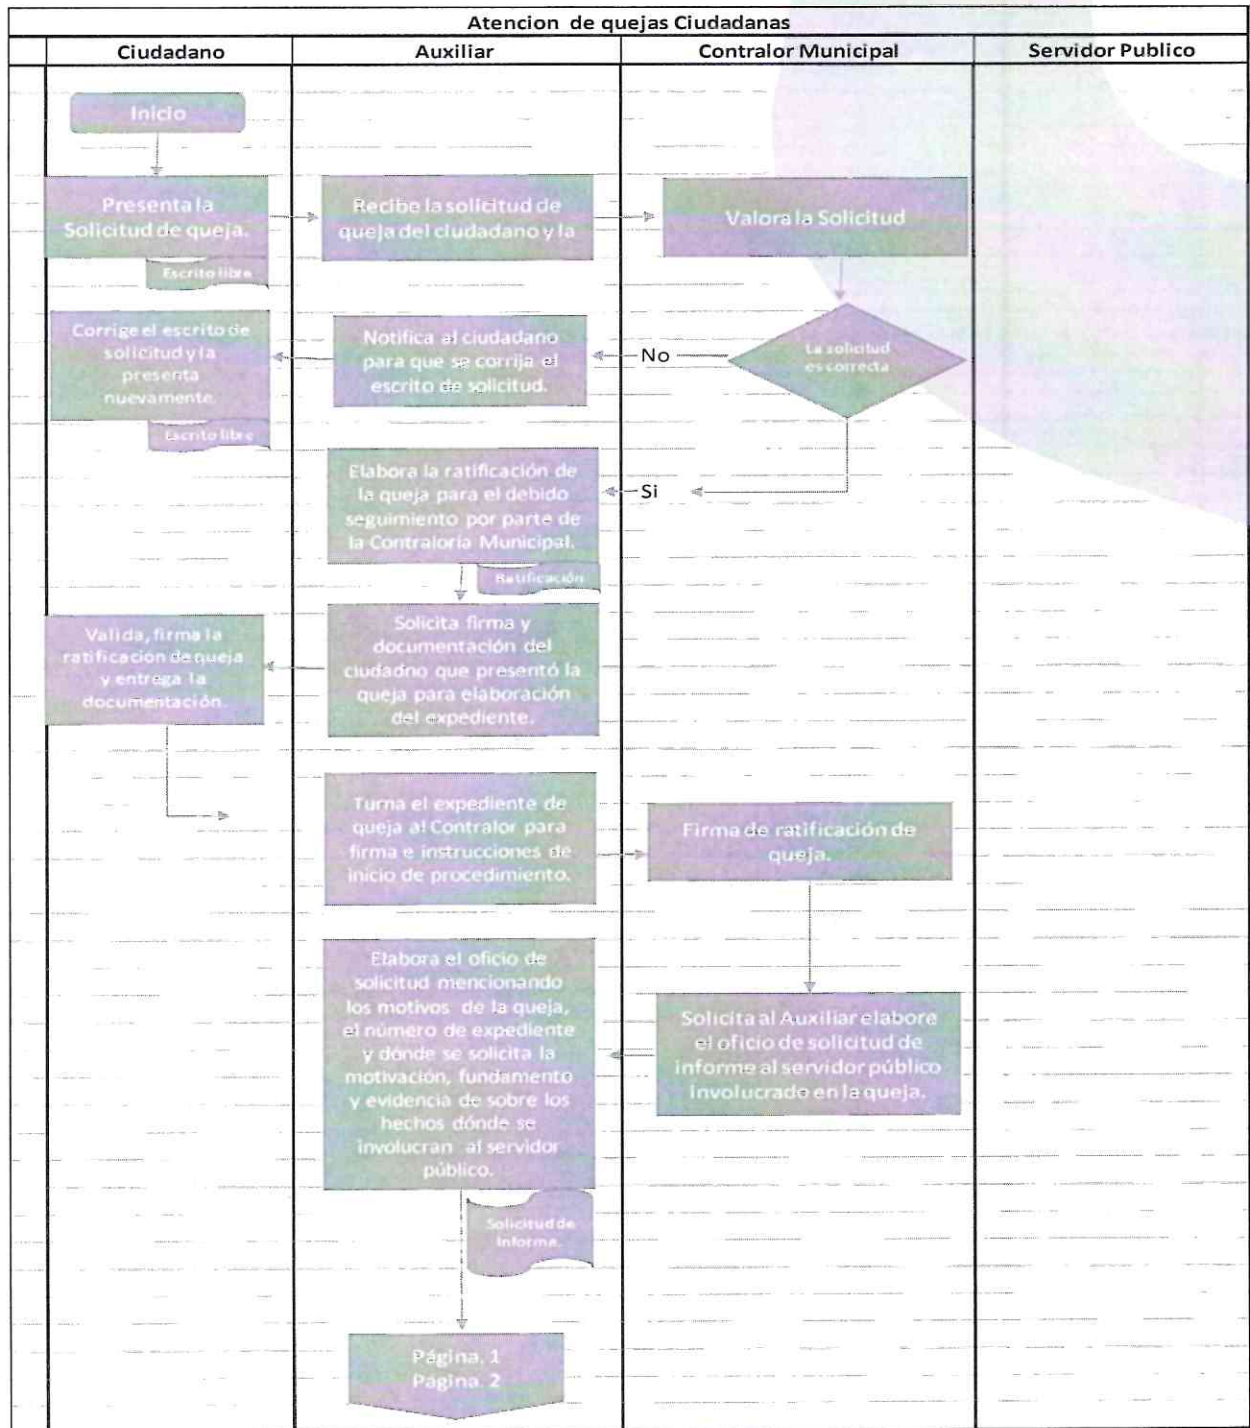 Atencion de quejas Ciudadanas
Ciudadano
Auxiliar
Contralor Municipal
Servidor Publico
Inicio
Presenta la
Solicitud de queja.
Escrito libre
Recibe la solicitud de
queja del ciudadano y la
Valora la Solicitud
La solicitud
es correcta
No
Notifica al ciudadano
para que se corrija el
escrito de solicitud.
Corrige el escrito de
solicitud y la
presenta
nuevamente.
Escrito libre
Si
Elabora la ratificación de
la queja para el debido
seguimiento por parte de
la Contraloría Municipal.
Ratificación
Solicita firma y
documentación del
ciudadno que presentó la
queja para elaboración
del expediente.
Valida, firma la
ratificación de queja
y entrega la
documentación.
Turna el expediente de
queja al Contralor para
firma e instrucciones de
inicio de procedimiento.
Firma de ratificación de
queja.
Solicita al Auxiliar elabore
el oficio de solicitud de
informe al servidor público
involucrado en la queja.
Elabora el oficio de
solicitud mencionando
los motivos de la queja,
el número de expediente
y dónde se solicita la
motivación, fundamento
y evidencia de sobre los
hechos dónde se
involucran al servidor
público.
Solicitud de
Informe.
Página. 1
Página. 2